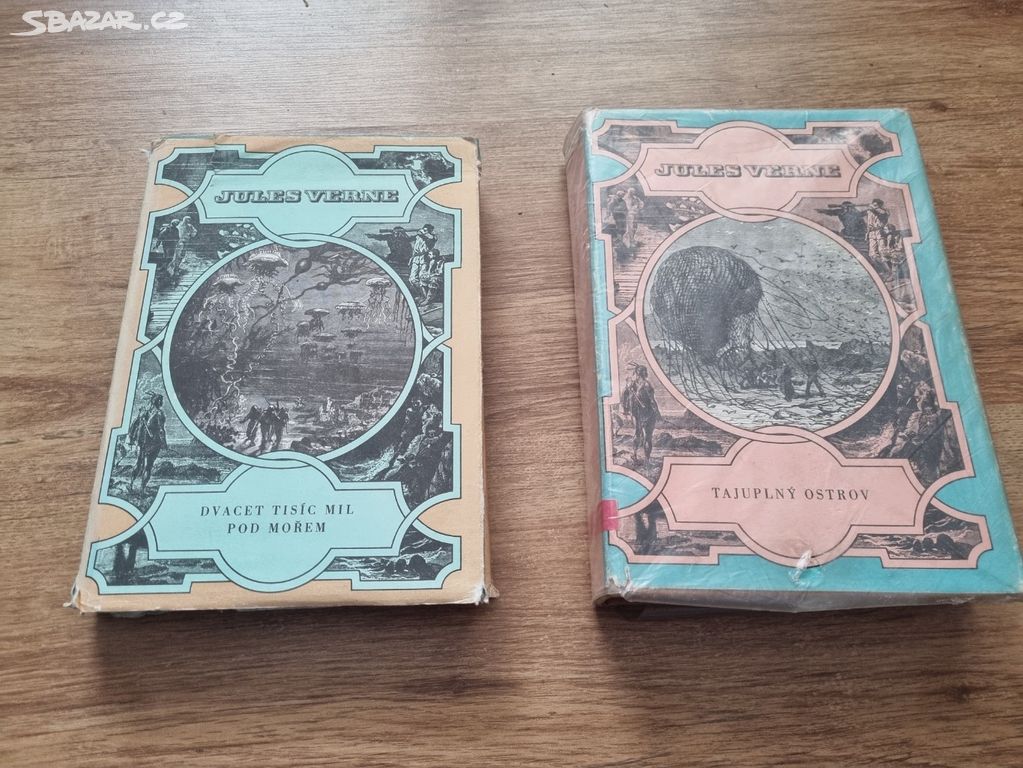 SBAZAR.CZ
JULES VERNE
DVACET TISÍC MIL
POD MOŘEM
JULES VERNE
TAJUPLNÝ OSTROV